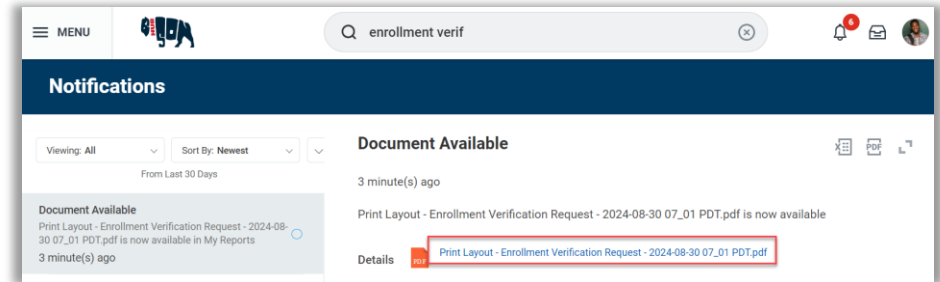 MENU
enrollment verif
6
Notifications
Viewing: All
Sort By: Newest
From Last 30 Days
Document Available
Print Layout - Enrollment Verification Request - 2024-08-
30 07_01 PDT.pdf is now available in My Reports
3 minute(s) ago
Document Available
PDF
3 minute(s) ago
Print Layout - Enrollment Verification Request - 2024-08-30 07_01 PDT.pdf is now available
Details
PDF
Print Layout - Enrollment Verification Request - 2024-08-30 07_01 PDT.pdf